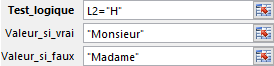 Test_logique L2="H"
Valeur_si_vrai "Monsieur"
Valeur_si_faux "Madame"